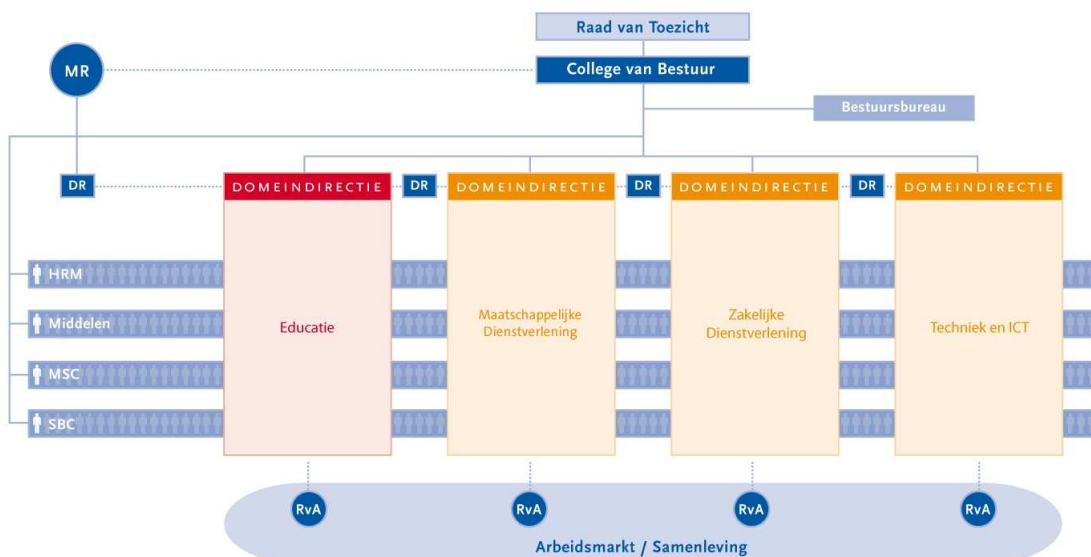 Raad van Toezicht
MR
College van Bestuur
Bestuursbureau
DR
DOMEINDIRECTIE
DR
DOMEINDIRECTIE
DR
DOMEINDIRECTIE
DR
DOMEINDIRECTIE
HRM
Middelen
MSC
SBC
Educatie
Maatschappelijke
Dienstverlening
Zakelijke
Dienstverlening
Techniek en ICT
RvA
RvA
RvA
RvA
Arbeidsmarkt / Samenleving